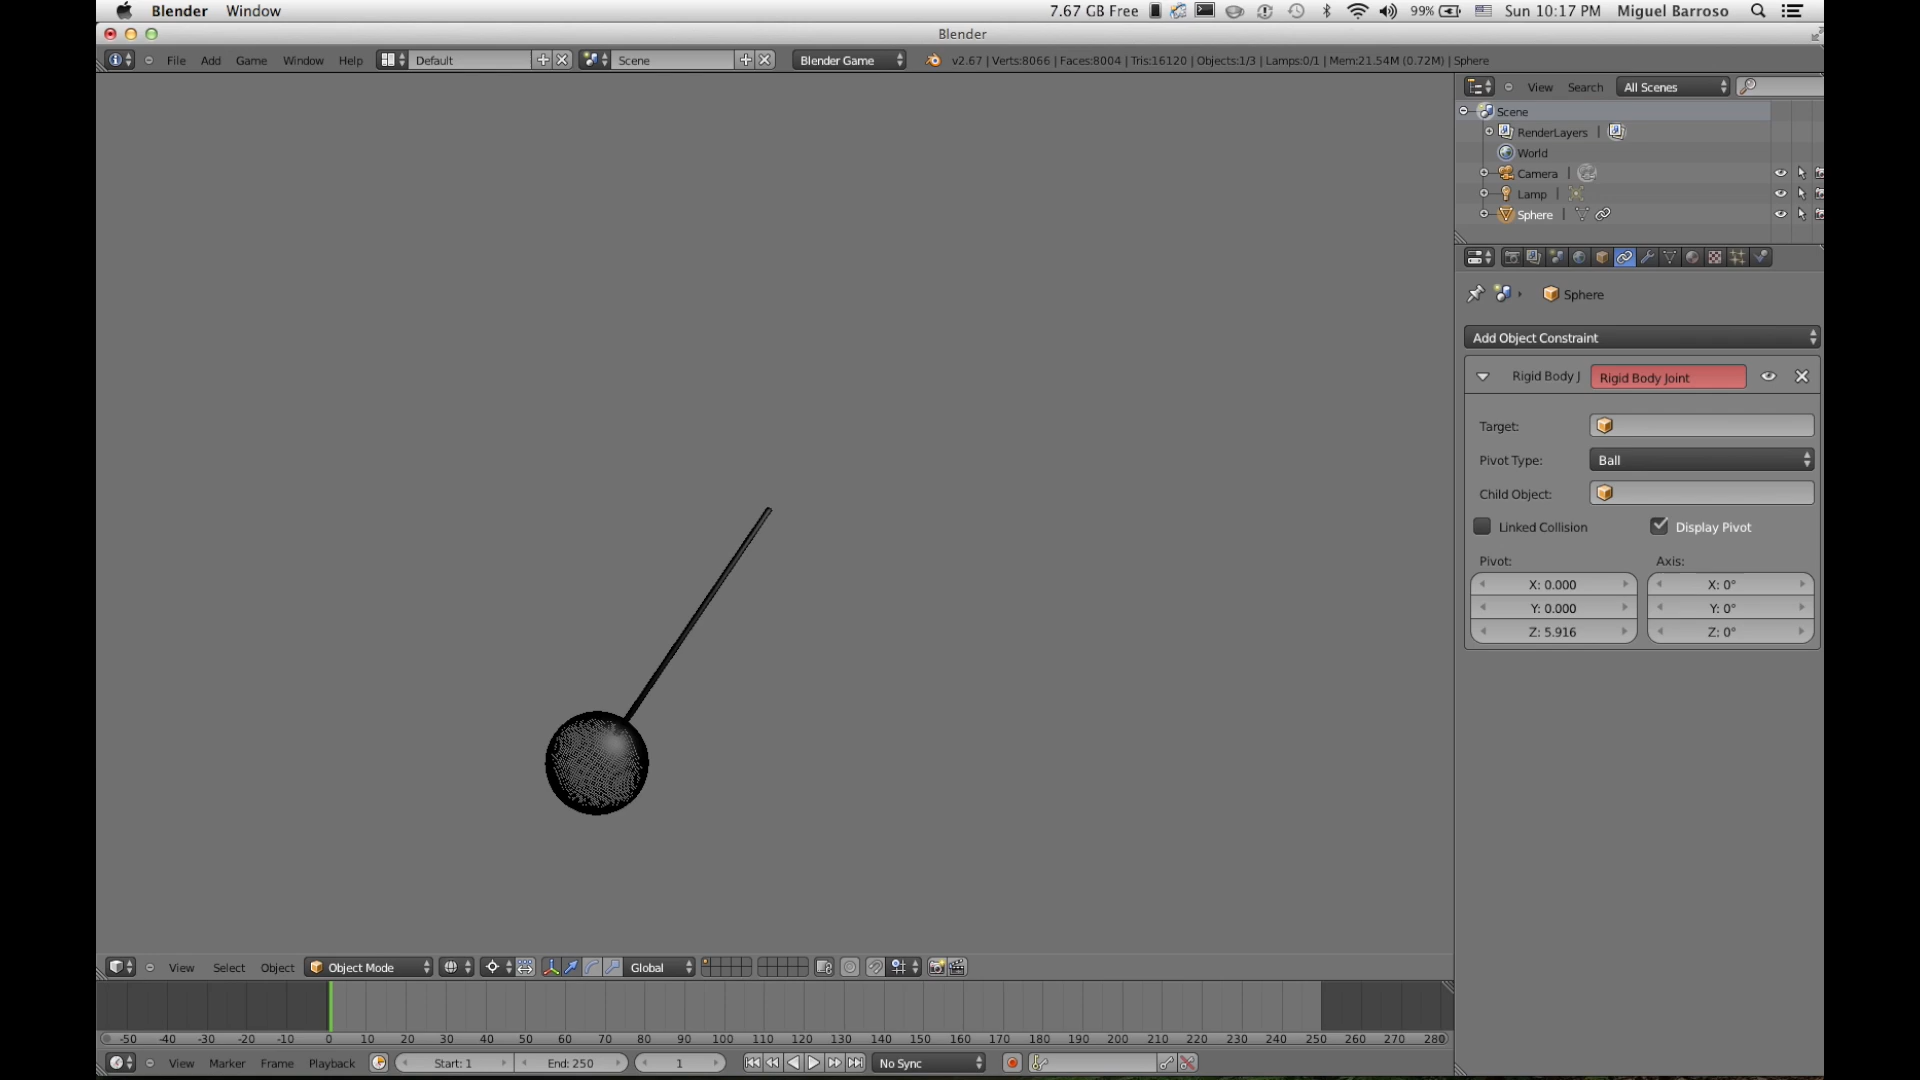 Blender Window 7.67 GB Free 99% Sun 10:17 PM Miguel Barroso
Blender
File Add Game Window Help Default Scene Blender Game v2.67 | Verts:8066 | Faces:8004 | Tris:16120 | Objects:1/3 | Lamps:0/1 | Mem:21.54M (0.72M) | Sphere
View Search All Scenes
Scene
RenderLayers
World
Camera
Lamp
Sphere
Sphere
Add Object Constraint
Rigid Body J Rigid Body Joint
Target:
Pivot Type: Ball
Child Object:
Linked Collision Display Pivot
Pivot: Axis:
X: 0.000 X: 0°
Y: 0.000 Y: 0°
Z: 5.916 Z: 0°
View Select Object Object Mode Global
-50 -40 -30 -20 -10 0 10 20 30 40 50 60 70 80 90 100 110 120 130 140 150 160 170 180 190 200 210 220 230 240 250 260 270 280
View Marker Frame Playback Start: 1 End: 250 1 No Sync